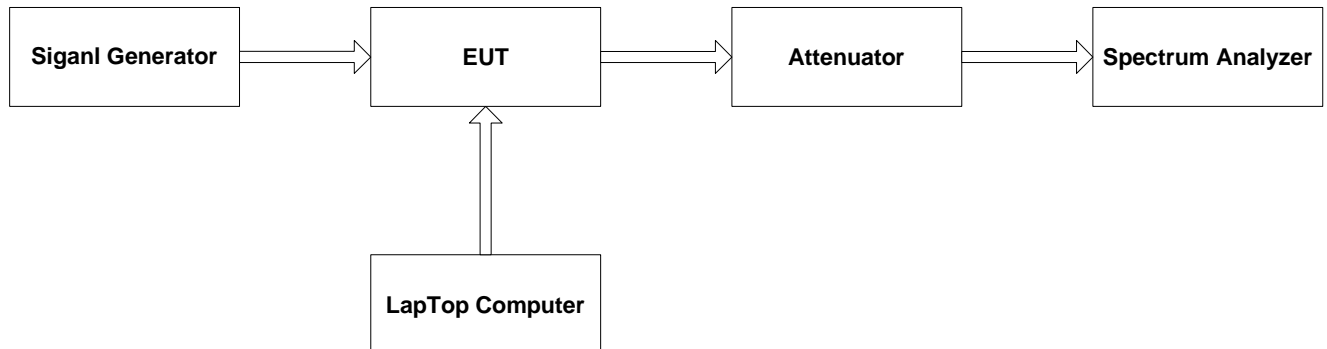 Siganl Generator
EUT
Attenuator
Spectrum Analyzer
LapTop Computer